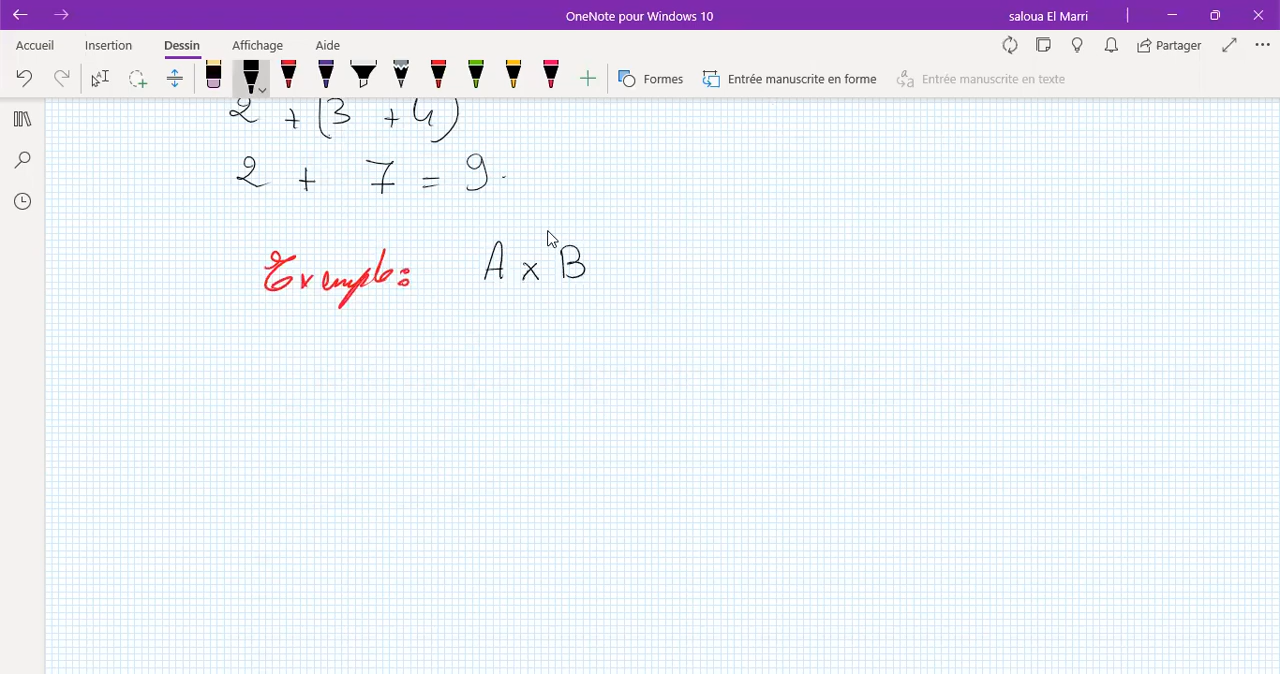 OneNote pour Windows 10
saloua El Marri
Accueil Insertion Dessin Affichage Aide
Partager
Formes Entrée manuscrite en forme Entrée manuscrite en texte
2 + (3 + 4)
2 + 7 = 9.
Exemple: A x B